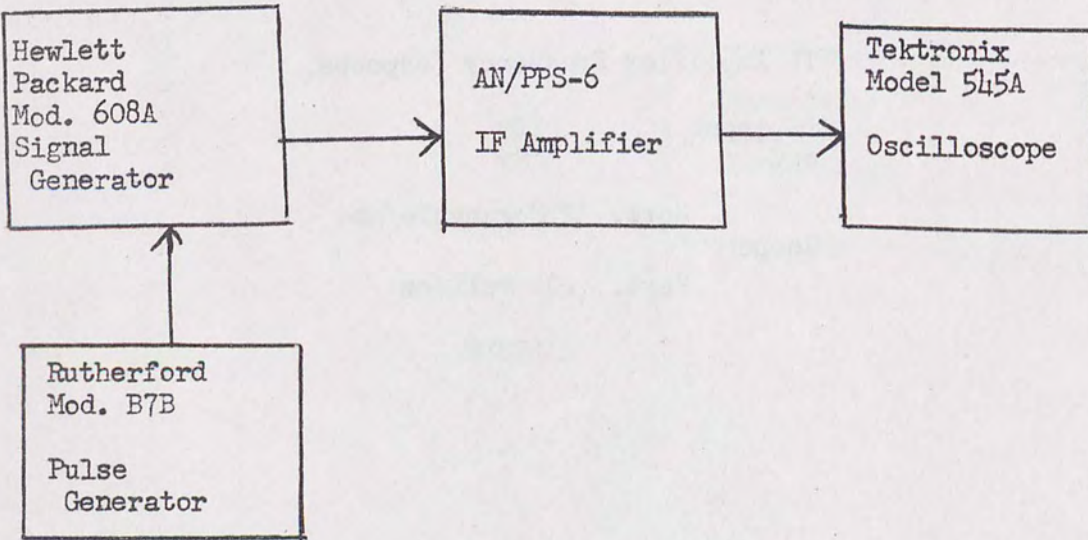 Hewlett
Packard
Mod. 608A
Signal
Generator
AN/PPS-6
IF Amplifier
Tektronix
Model 545A
Oscilloscope
Rutherford
Mod. B7B
Pulse
Generator